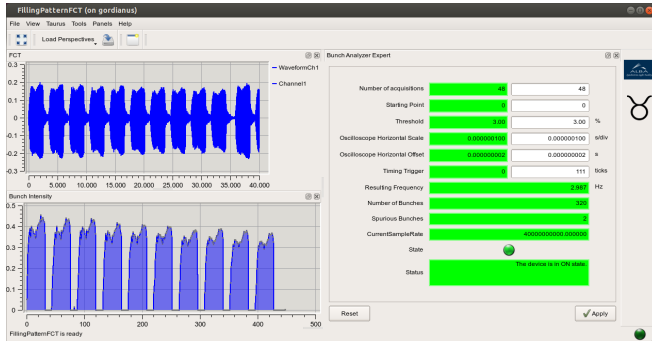 FillingPatternFCT (on gordianus)
File View Taurus Tools Panels Help
Load Perspectives
FCT
0.3
0.2
0.1
0
-0.1
-0.2
-0.3
0 5.000 10.000 15.000 20.000 25.000 30.000 35.000 40.000
WaveformCh1
Channel1
Bunch Intensity
0.5
0.4
0.3
0.2
0.1
0
0 100 200 300 400 500
FillingPatternFCT is ready
Bunch Analyzer Expert
Number of acquisitions 48 48
Starting Point 0 0
Threshold 3.00 3.00 %
Oscilloscope Horizontal Scale 0.000000100 0.000000100 s/div
Oscilloscope Horizontal Offset 0.000000002 0.000000002 s
Timing Trigger 0 111 ticks
Resulting Frequency 2.987 Hz
Number of Bunches 320
Spurious Bunches 2
CurrentSampleRate 40000000000.000000
State
Status The device is in ON state.
Reset Apply
ALBA